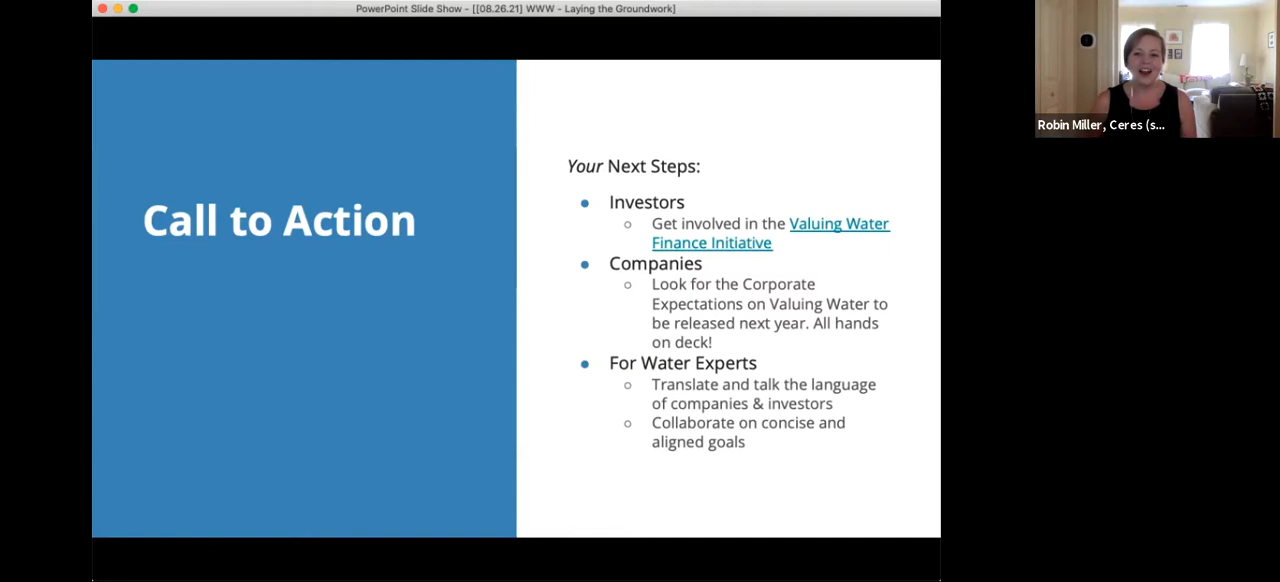 PowerPoint Slide Show - [[08.26.21] WWW - Laying the Groundwork]
Call to Action
Your Next Steps:
Investors
Get involved in the Valuing Water
Finance Initiative
Companies
Look for the Corporate
Expectations on Valuing Water to
be released next year. All hands
on deck!
For Water Experts
Translate and talk the language
of companies & investors
Collaborate on concise and
aligned goals
Robin Miller, Ceres (s...